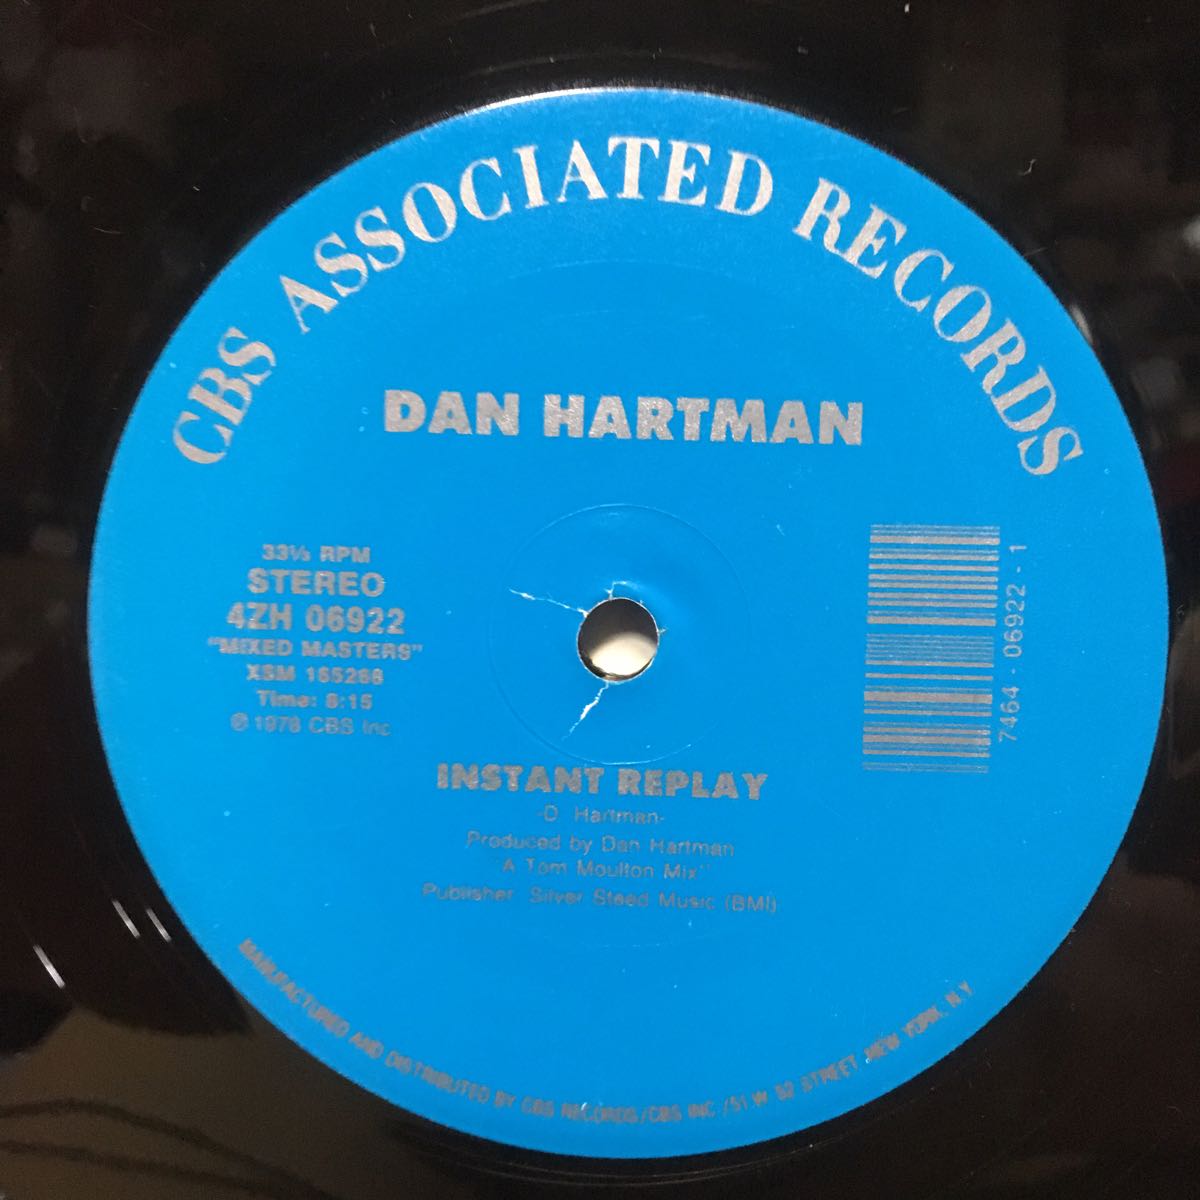 CBS ASSOCIATED RECORDS
DAN HARTMAN
33⅓ RPM
STEREO
4ZH 06922
"MIXED MASTERS"
XSM 165268
Time: 8:15
℗ 1978 CBS Inc
7464 - 06922 - 1
INSTANT REPLAY
-D. Hartman-
Produced by Dan Hartman
"A Tom Moulton Mix"
Publisher: Silver Steed Music (BMI)
MANUFACTURED AND DISTRIBUTED BY CBS RECORDS/CBS INC./51 W. 52 STREET, NEW YORK, N.Y.